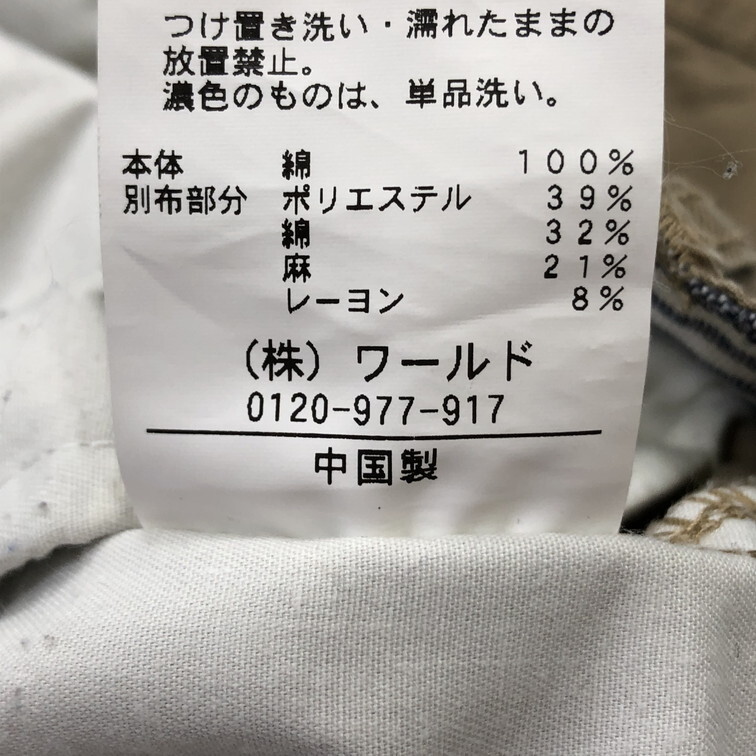 つけ置き洗い・濡れたままの
放置禁止。
濃色のものは、単品洗い。
本体 綿 100%
別布部分 ポリエステル 39%
綿 32%
麻 21%
レーヨン 8%
(株) ワールド
0120-977-917
中国製